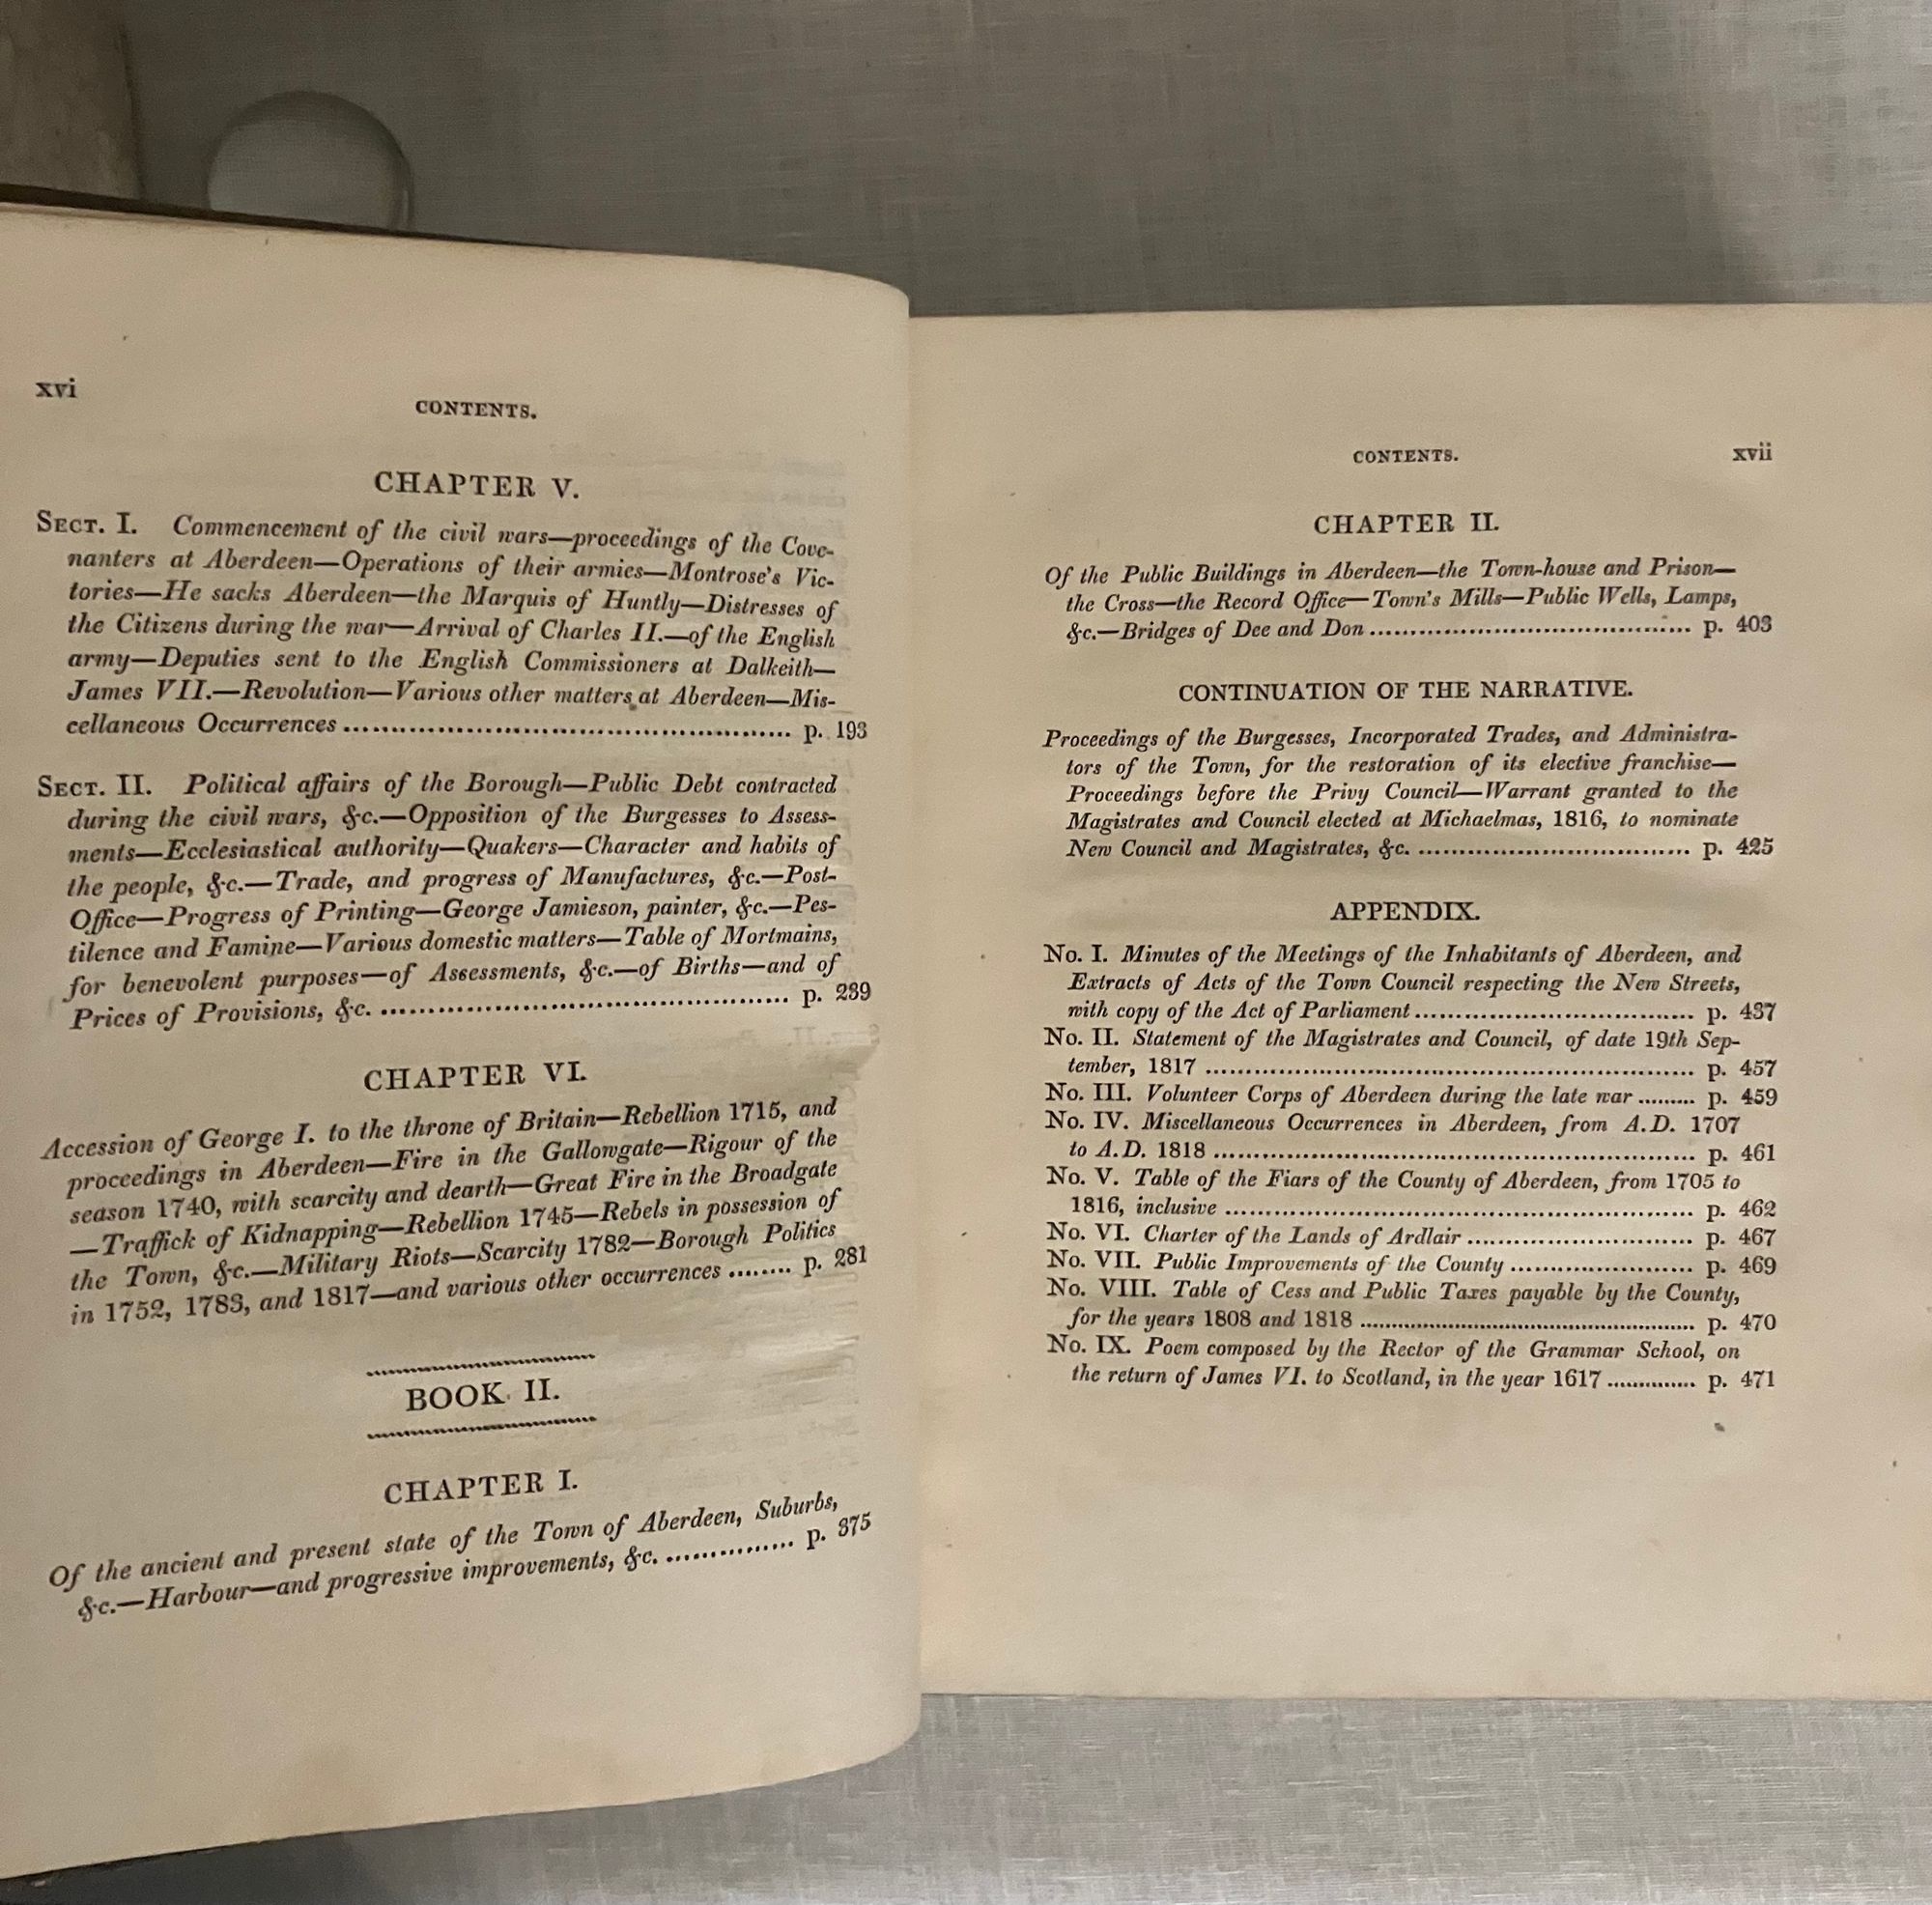 xvi
CONTENTS.
CHAPTER V.
SECT. I. Commencement of the civil wars—proceedings of the Cove-
nanters at Aberdeen—Operations of their armies—Montrose's Vic-
tories—He sacks Aberdeen—the Marquis of Huntly—Distresses of
the Citizens during the war—Arrival of Charles II.—of the English
army—Deputies sent to the English Commissioners at Dalkeith—
James VII.—Revolution—Various other matters at Aberdeen—Mis-
cellaneous Occurrences .................................................. p. 193
SECT. II. Political affairs of the Borough—Public Debt contracted
during the civil wars, &c.—Opposition of the Burgesses to Assess-
ments—Ecclesiastical authority—Quakers—Character and habits of
the people, &c.—Trade, and progress of Manufactures, &c.—Post-
Office—Progress of Printing—George Jamieson, painter, &c.—Pes-
tilence and Famine—Various domestic matters—Table of Mortmains,
for benevolent purposes—of Assessments, &c.—of Births—and of
Prices of Provisions, &c. .............................................. p. 239
CHAPTER VI.
Accession of George I. to the throne of Britain—Rebellion 1715, and
proceedings in Aberdeen—Fire in the Gallowgate—Rigour of the
season 1740, with scarcity and dearth—Great Fire in the Broadgate
—Traffick of Kidnapping—Rebellion 1745—Rebels in possession of
the Town, &c.—Military Riots—Scarcity 1782—Borough Politics
in 1752, 1783, and 1817—and various other occurrences ........ p. 281
BOOK II.
CHAPTER I.
Of the ancient and present state of the Town of Aberdeen, Suburbs,
&c.—Harbour—and progressive improvements, &c. ............... p. 375
CONTENTS.
xvii
CHAPTER II.
Of the Public Buildings in Aberdeen—the Town-house and Prison—
the Cross—the Record Office—Town's Mills—Public Wells, Lamps,
&c.—Bridges of Dee and Don ....................................... p. 403
CONTINUATION OF THE NARRATIVE.
Proceedings of the Burgesses, Incorporated Trades, and Administra-
tors of the Town, for the restoration of its elective franchise—
Proceedings before the Privy Council—Warrant granted to the
Magistrates and Council elected at Michaelmas, 1816, to nominate
New Council and Magistrates, &c. ................................. p. 425
APPENDIX.
No. I. Minutes of the Meetings of the Inhabitants of Aberdeen, and
Extracts of Acts of the Town Council respecting the New Streets,
with copy of the Act of Parliament .................................. p. 437
No. II. Statement of the Magistrates and Council, of date 19th Sep-
tember, 1817 ............................................................ p. 457
No. III. Volunteer Corps of Aberdeen during the late war ......... p. 459
No. IV. Miscellaneous Occurrences in Aberdeen, from A.D. 1707
to A.D. 1818 ........................................................... p. 461
No. V. Table of the Fiars of the County of Aberdeen, from 1705 to
1816, inclusive ......................................................... p. 462
No. VI. Charter of the Lands of Ardlair ........................... p. 467
No. VII. Public Improvements of the County ...................... p. 469
No. VIII. Table of Cess and Public Taxes payable by the County,
for the years 1808 and 1818 ........................................ p. 470
No. IX. Poem composed by the Rector of the Grammar School, on
the return of James VI. to Scotland, in the year 1617 .............. p. 471